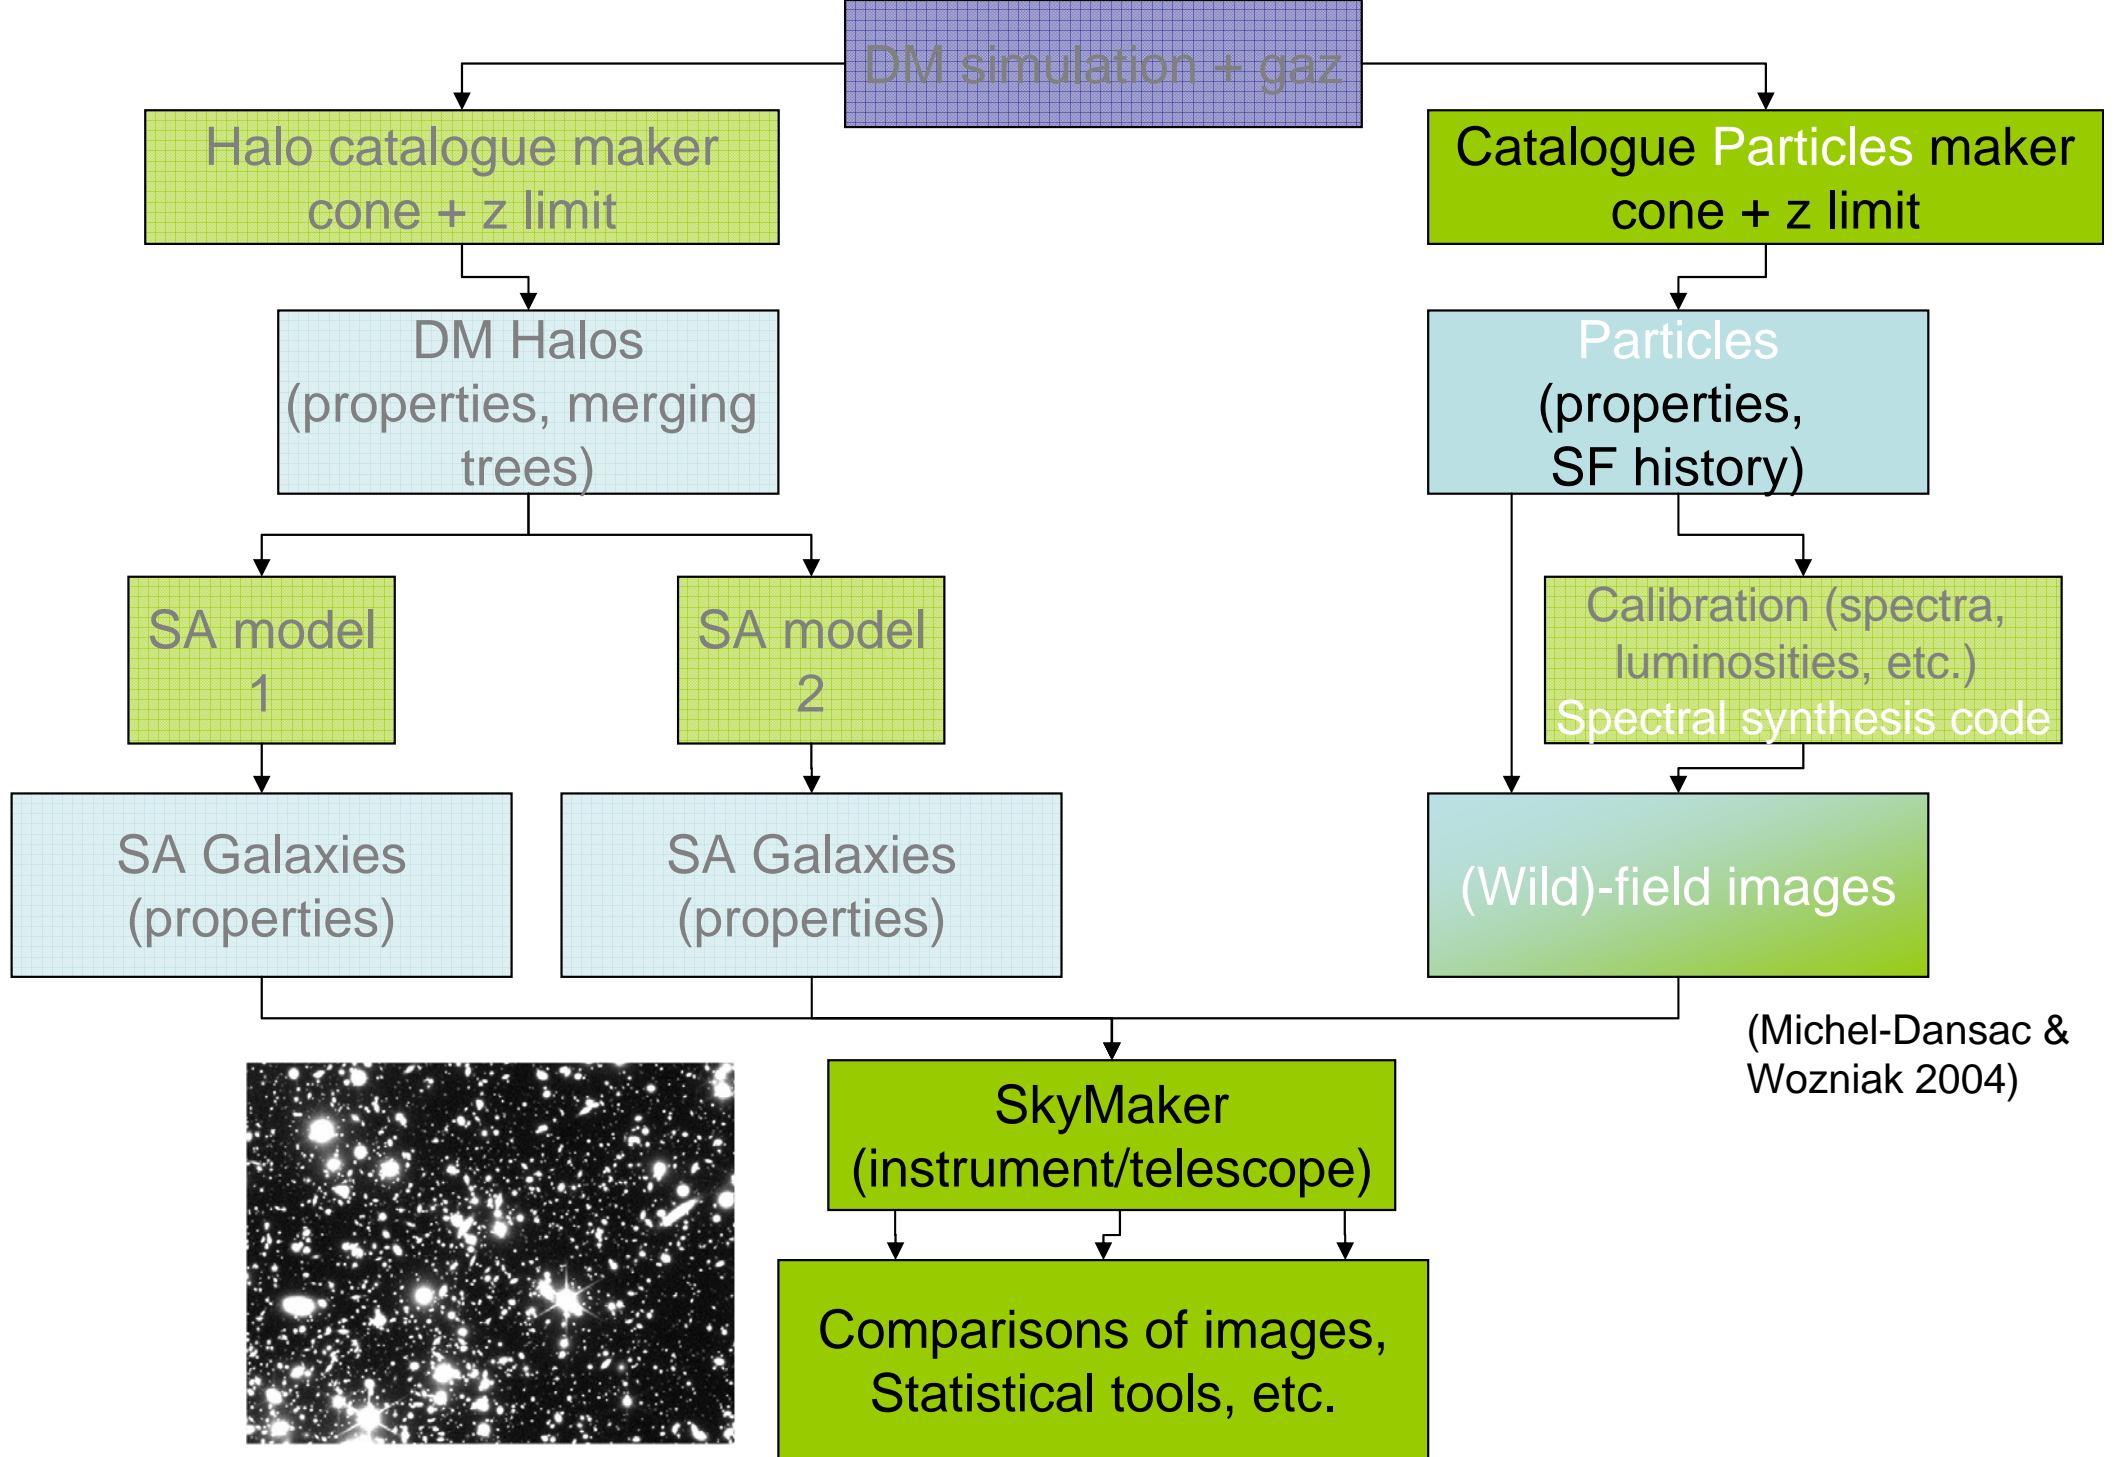 DM simulation + gaz
Halo catalogue maker
cone + z limit
Catalogue Particles maker
cone + z limit
DM Halos
(properties, merging
trees)
Particles
(properties,
SF history)
SA model
1
SA model
2
Calibration (spectra,
luminosities, etc.)
Spectral synthesis code
SA Galaxies
(properties)
SA Galaxies
(properties)
(Wild)-field images
(Michel-Dansac &
Wozniak 2004)
SkyMaker
(instrument/telescope)
Comparisons of images,
Statistical tools, etc.